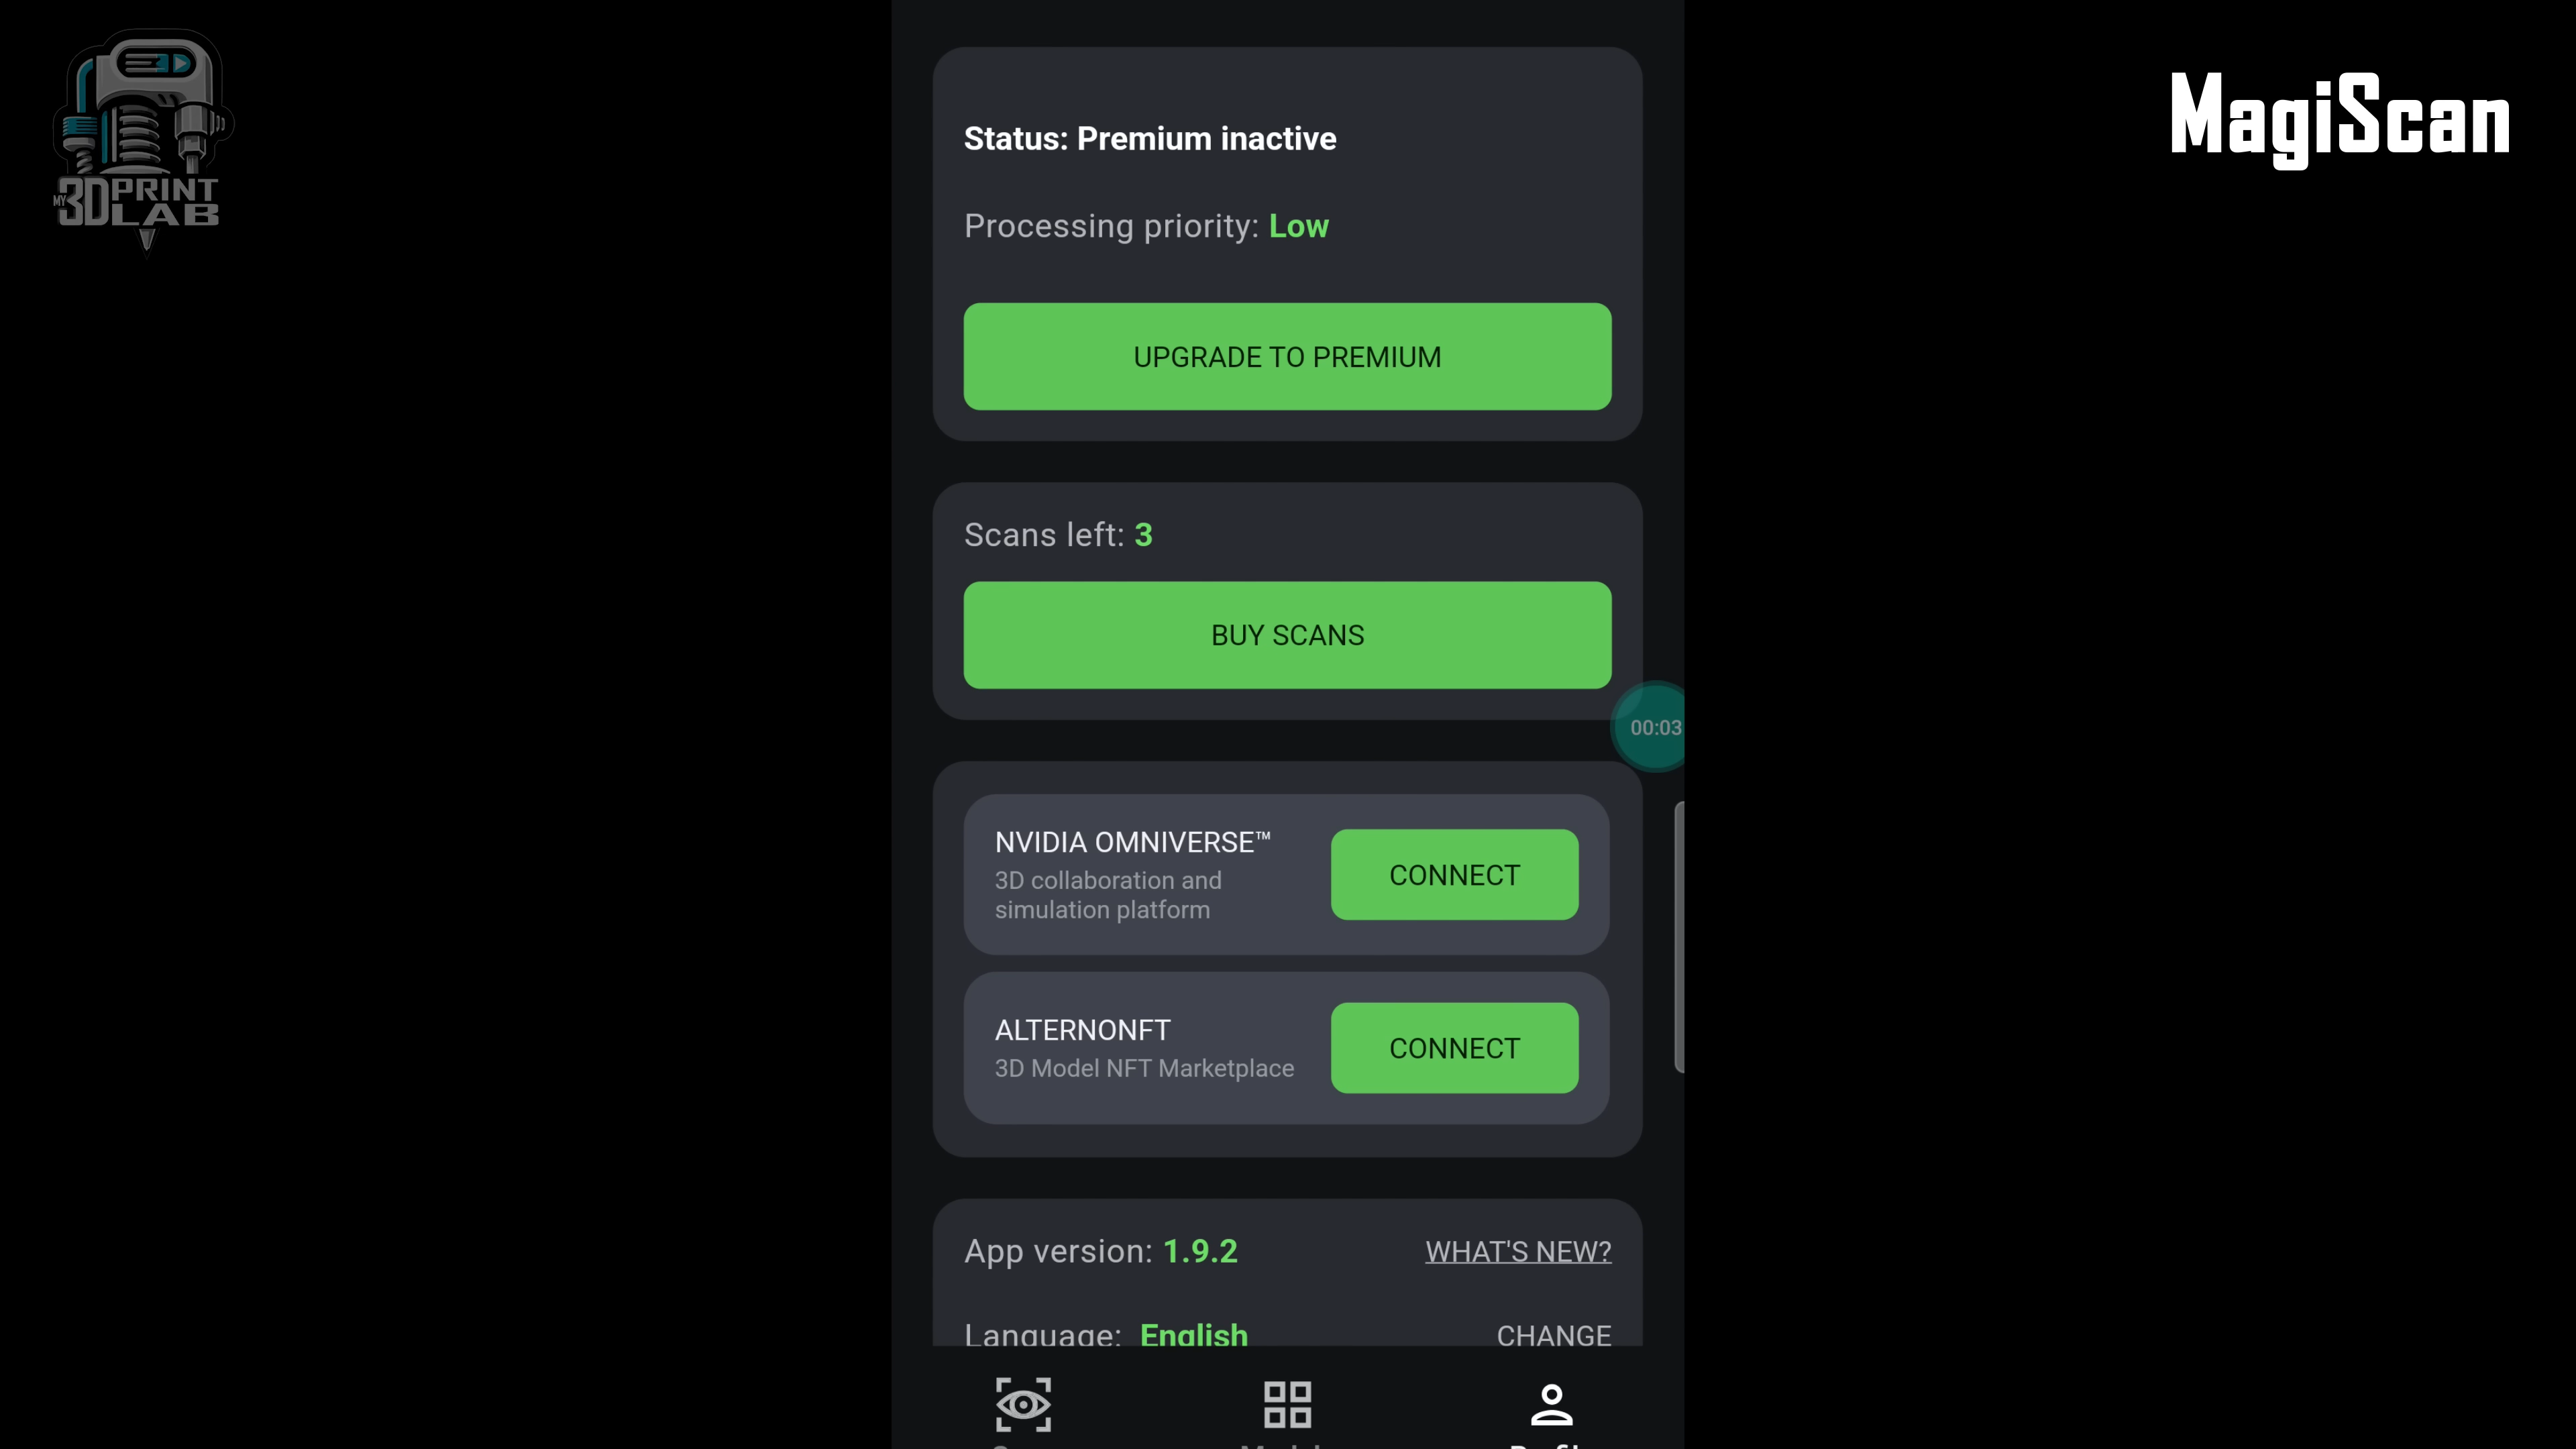 MY 3D PRINT LAB
MagiScan
Status: Premium inactive
Processing priority: Low
UPGRADE TO PREMIUM
Scans left: 3
BUY SCANS
00:03
NVIDIA OMNIVERSE™
3D collaboration and
simulation platform
CONNECT
ALTERNONFT
3D Model NFT Marketplace
CONNECT
App version: 1.9.2
WHAT'S NEW?
Language: English
CHANGE